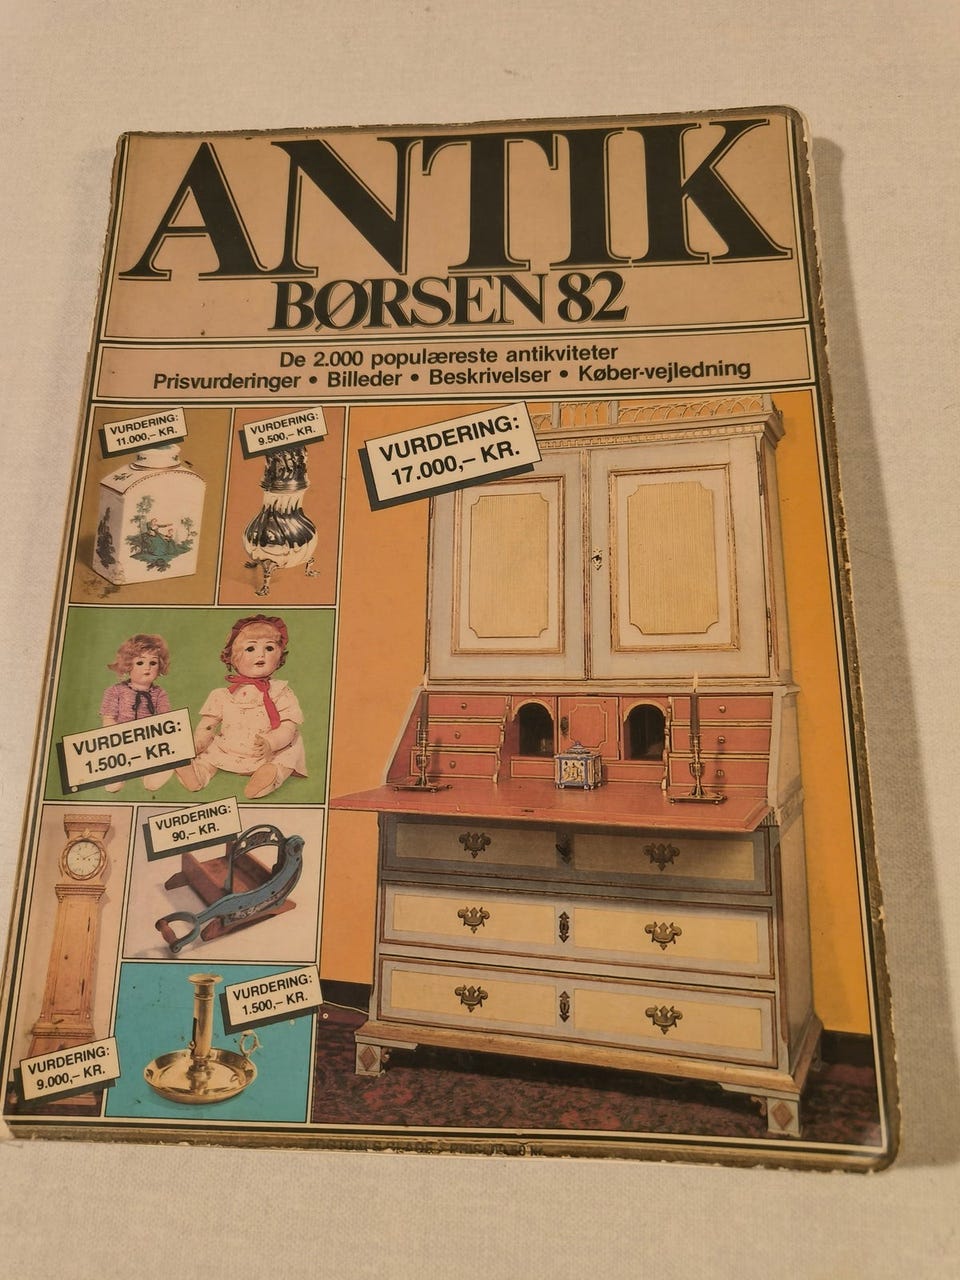 ANTIK
BØRSEN 82
De 2.000 populæreste antikviteter
Prisvurderinger • Billeder • Beskrivelser • Køber-vejledning
VURDERING:
11.000,– KR.
VURDERING:
9.500,– KR.
VURDERING:
17.000,– KR.
VURDERING:
1.500,– KR.
VURDERING:
90,– KR.
VURDERING:
1.500,– KR.
VURDERING:
9.000,– KR.